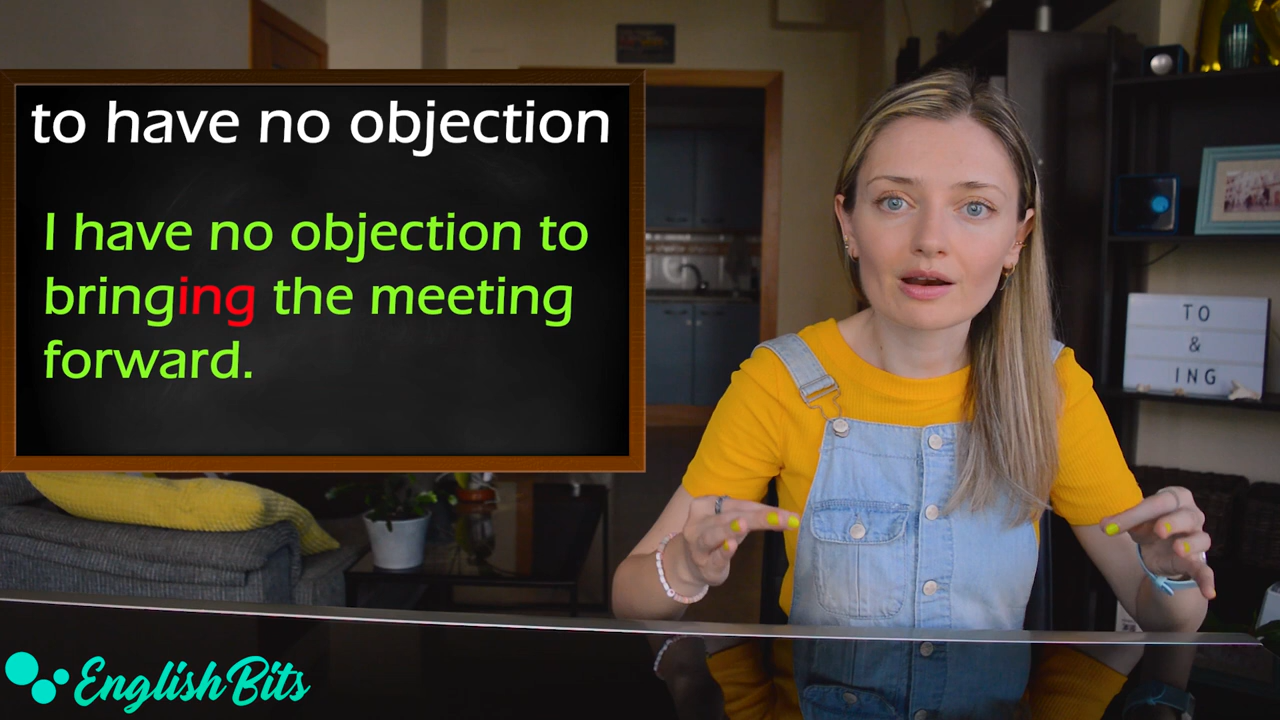 to have no objection
I have no objection to
bringing the meeting
forward.
TO
&
ING
EnglishBits